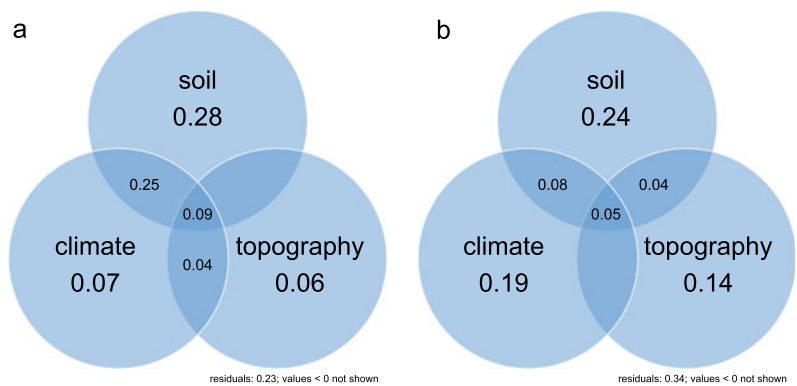 a
soil
0.28
0.25
0.09
climate
0.07
0.04
topography
0.06
residuals: 0.23; values < 0 not shown
b
soil
0.24
0.08
0.04
0.05
climate
0.19
topography
0.14
residuals: 0.34; values < 0 not shown